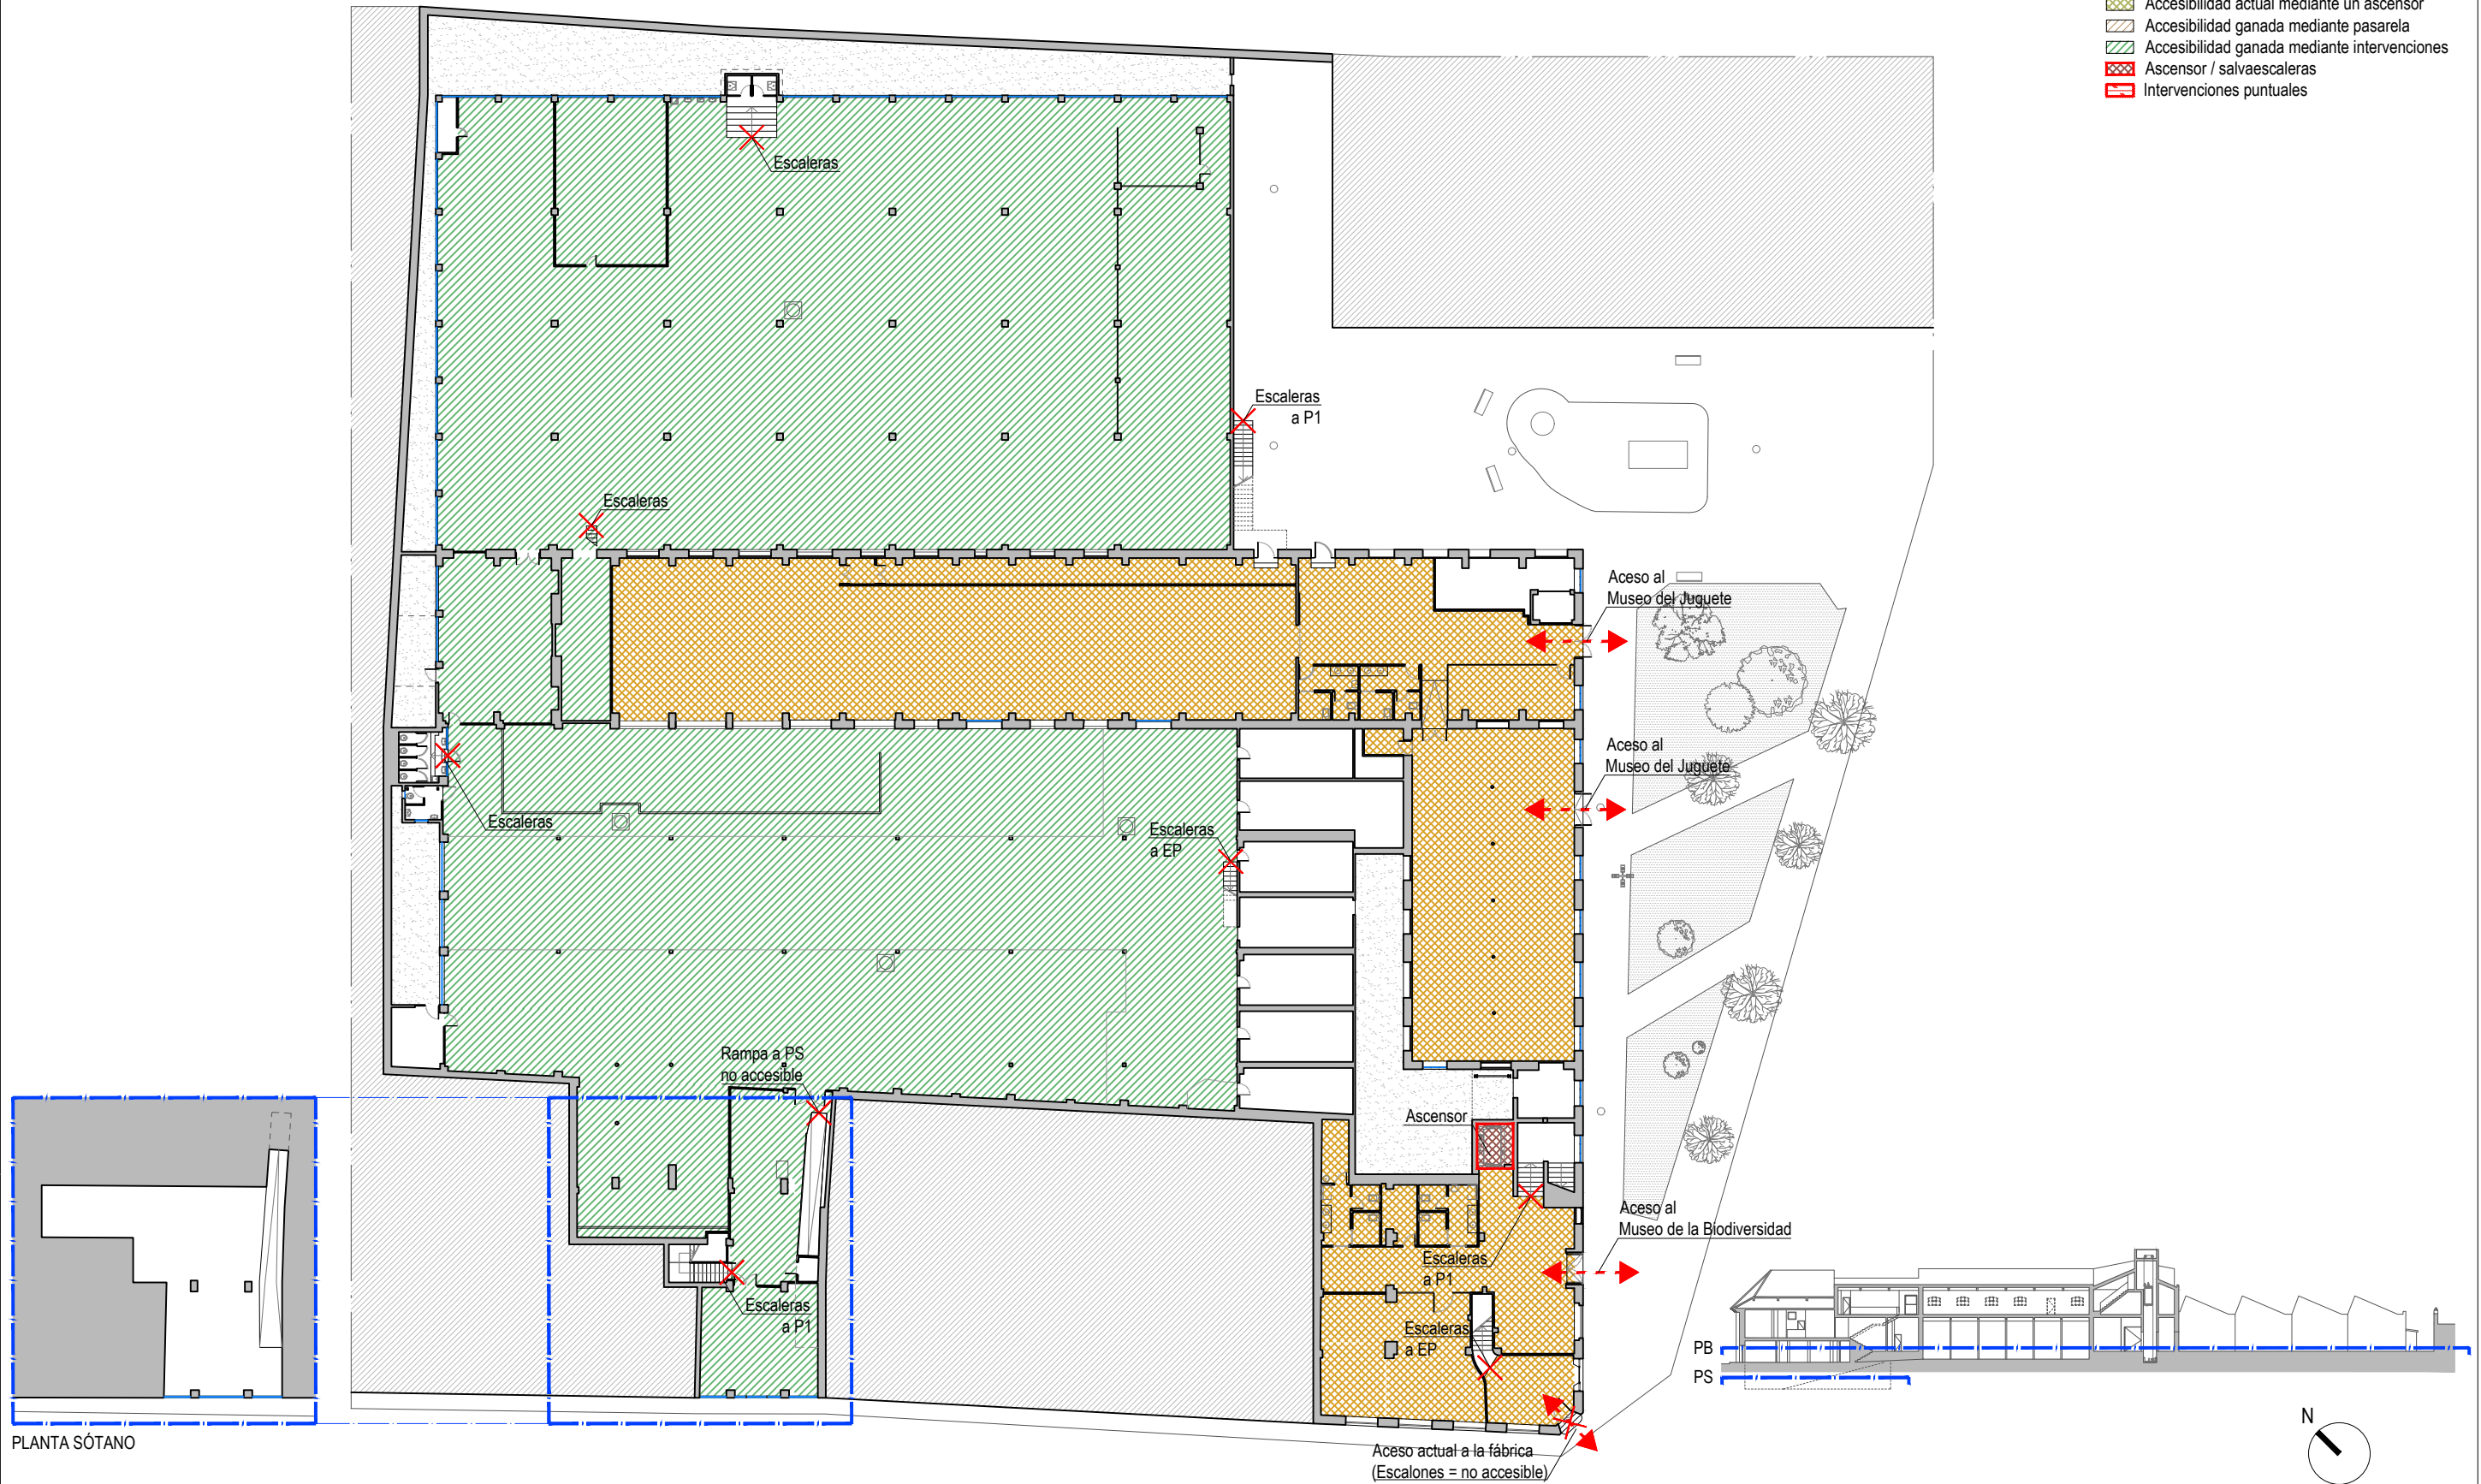 Accesibilidad actual mediante un ascensor
Accesibilidad ganada mediante pasarela
Accesibilidad ganada mediante intervenciones
Ascensor / salvaescaleras
Intervenciones puntuales
Escaleras
Escaleras
a P1
Escaleras
Aceso al
Museo del Juguete
Aceso al
Museo del Juguete
Escaleras
Escaleras
a EP
Rampa a PS
no accesible
Ascensor
Aceso al
Museo de la Biodiversidad
Escaleras
a P1
Escaleras
a P1
Escaleras
a EP
PB
PS
PLANTA SÓTANO
N
Aceso actual a la fábrica
(Escalones = no accesible)